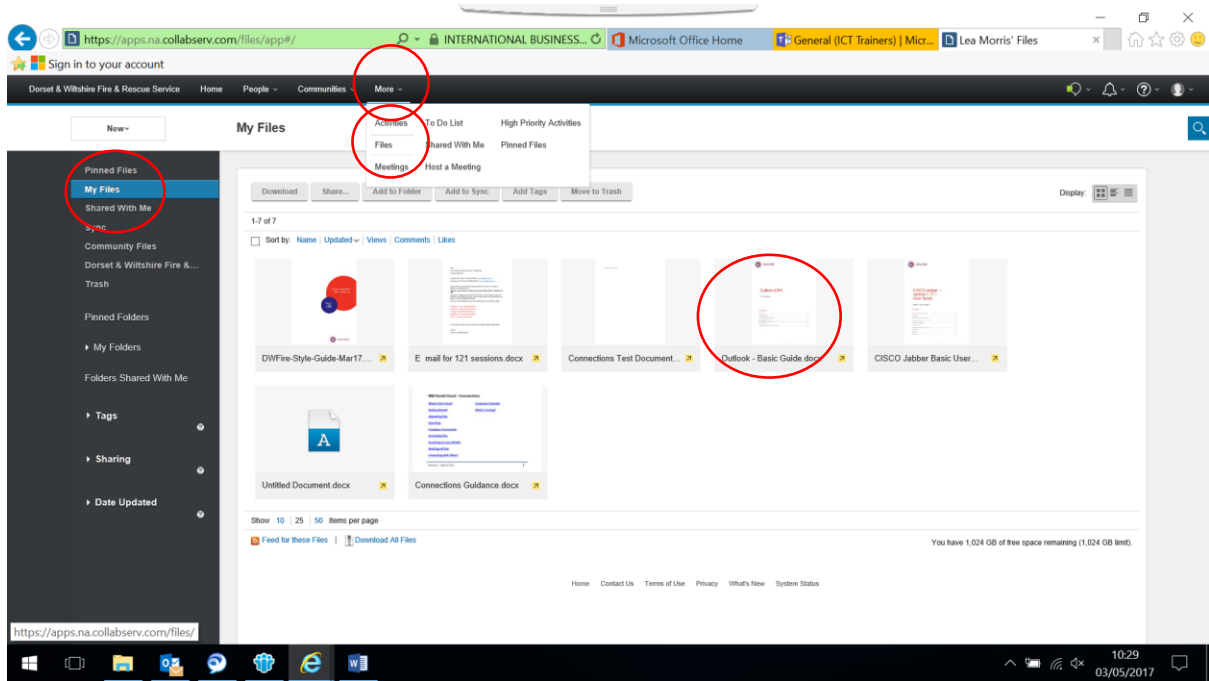 https://apps.na.collabserv.com/files/app#/
INTERNATIONAL BUSINESS...
Microsoft Office Home
General (ICT Trainers) | Micr...
Lea Morris' Files
Sign in to your account
Dorset & Wiltshire Fire & Rescue Service Home People Communities More
New
My Files
Activities To Do List High Priority Activities
Files Shared With Me Pinned Files
Meetings Host a Meeting
Pinned Files
My Files
Shared With Me
Sync
Community Files
Dorset & Wiltshire Fire &...
Trash
Pinned Folders
My Folders
Folders Shared With Me
Tags
Sharing
Date Updated
Download Share... Add to Folder Add to Sync Add Tags Move to Trash
Display:
1-7 of 7
Sort by: Name | Updated | Views | Comments | Likes
DWFire-Style-Guide-Mar17....
E mail for 121 sessions.docx
Connections Test Document...
Outlook - Basic Guide.docx
CISCO Jabber Basic User...
A
Untitled Document.docx
Connections Guidance.docx
Show 10 | 25 | 50 items per page
Feed for these Files | Download All Files
You have 1,024 GB of free space remaining (1,024 GB limit).
Home Contact Us Terms of Use Privacy What's New System Status
https://apps.na.collabserv.com/files/
10:29
03/05/2017